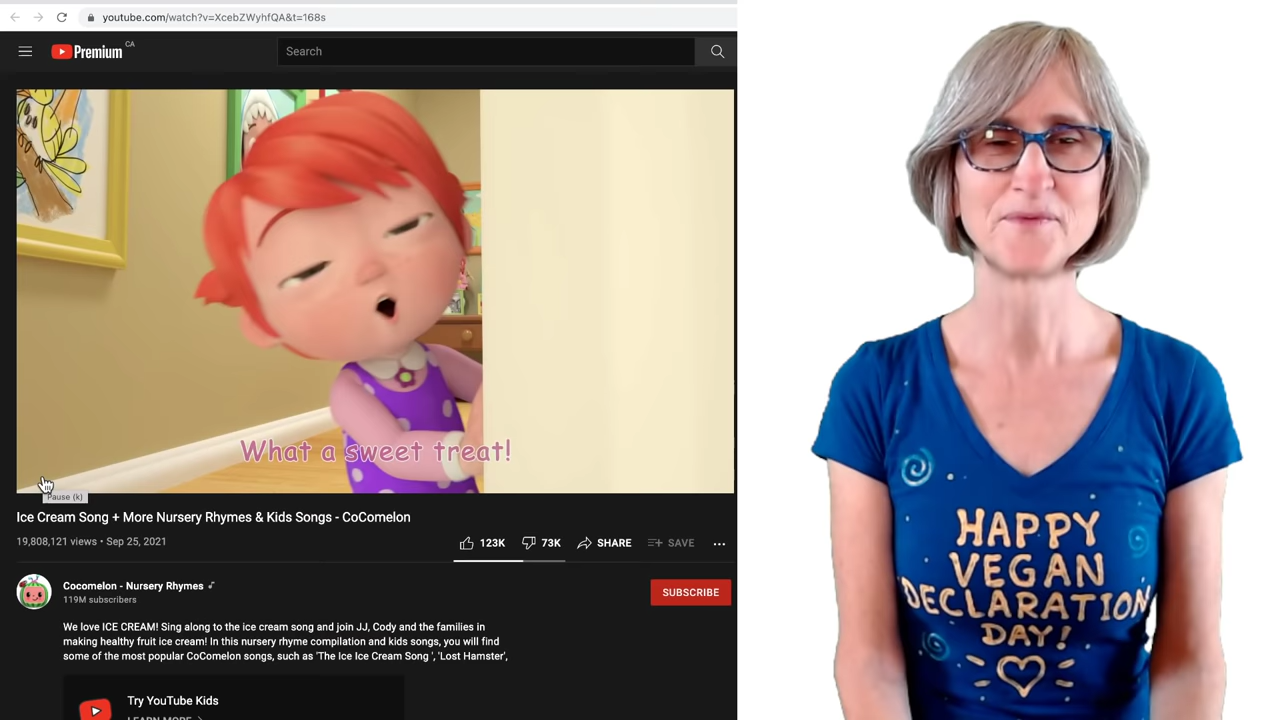 youtube.com/watch?v=XcebZWyhfQA&t=168s
Premium CA
Search
What a sweet treat!
Pause (k)
Ice Cream Song + More Nursery Rhymes & Kids Songs - CoComelon
19,808,121 views • Sep 25, 2021
123K
73K
SHARE
SAVE
Cocomelon - Nursery Rhymes
119M subscribers
SUBSCRIBE
We love ICE CREAM! Sing along to the ice cream song and join JJ, Cody and the families in
making healthy fruit ice cream! In this nursery rhyme compilation and kids songs, you will find
some of the most popular CoComelon songs, such as 'The Ice Ice Cream Song ', 'Lost Hamster',
Try YouTube Kids
LEARN MORE
HAPPY
VEGAN
DECLARATION
DAY!